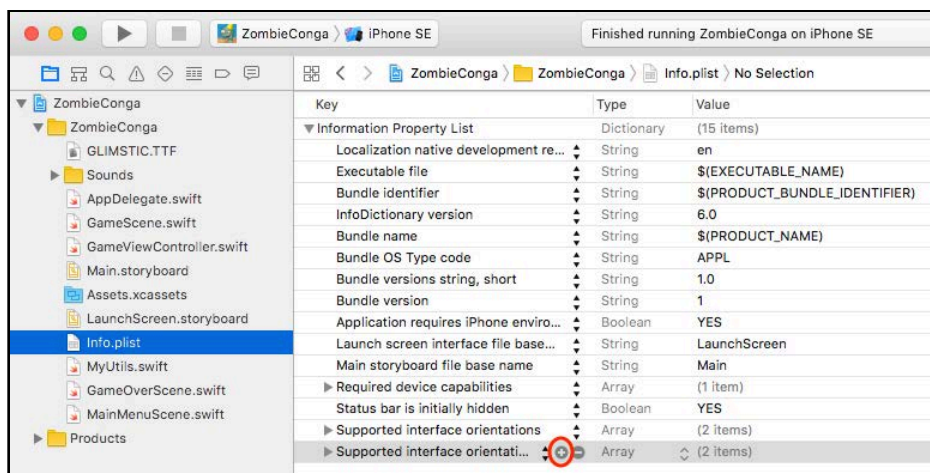 ZombieConga iPhone SE Finished running ZombieConga on iPhone SE
ZombieConga ZombieConga Info.plist No Selection
ZombieConga
ZombieConga
GLIMSTIC.TTF
Sounds
AppDelegate.swift
GameScene.swift
GameViewController.swift
Main.storyboard
Assets.xcassets
LaunchScreen.storyboard
Info.plist
MyUtils.swift
GameOverScene.swift
MainMenuScene.swift
Products
Key Type Value
Information Property List Dictionary (15 items)
Localization native development re... String en
Executable file String $(EXECUTABLE_NAME)
Bundle identifier String $(PRODUCT_BUNDLE_IDENTIFIER)
InfoDictionary version String 6.0
Bundle name String $(PRODUCT_NAME)
Bundle OS Type code String APPL
Bundle versions string, short String 1.0
Bundle version String 1
Application requires iPhone enviro... Boolean YES
Launch screen interface file base... String LaunchScreen
Main storyboard file base name String Main
Required device capabilities Array (1 item)
Status bar is initially hidden Boolean YES
Supported interface orientations Array (2 items)
Supported interface orientati... Array (2 items)